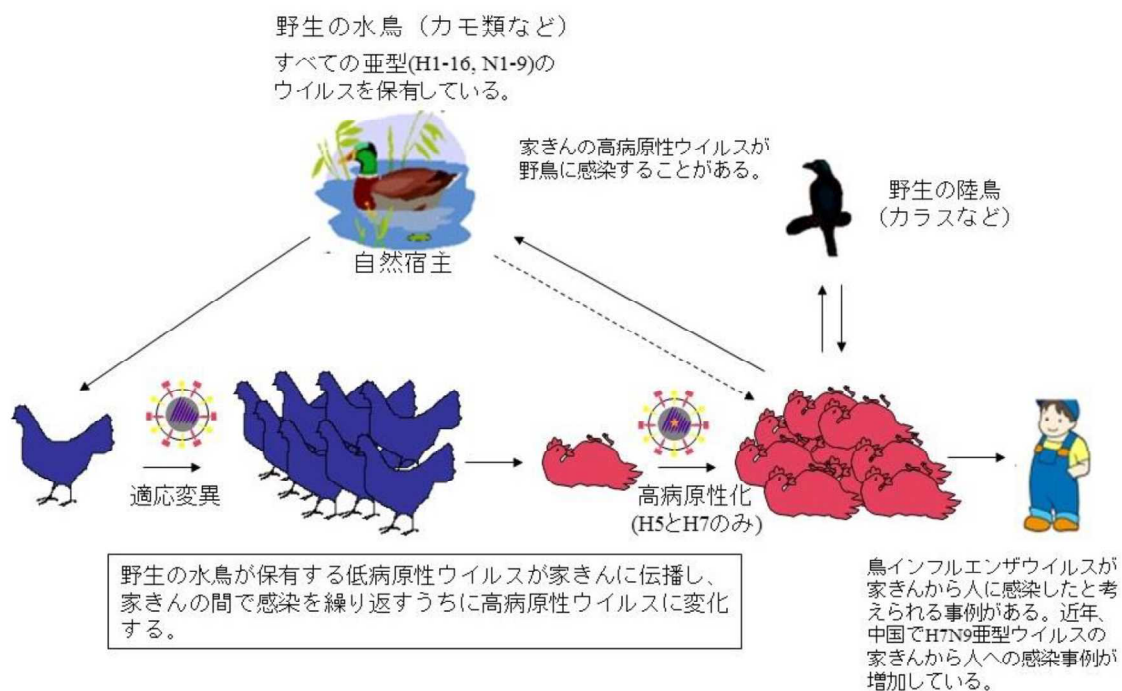 野生の水鳥（カモ類など）
すべての亜型(H1-16, N1-9)の
ウイルスを保有している。
家きんの高病原性ウイルスが
野鳥に感染することがある。
野生の陸鳥
（カラスなど）
自然宿主
適応変異
高病原性化
(H5とH7のみ)
野生の水鳥が保有する低病原性ウイルスが家きんに伝播し、
家きんの間で感染を繰り返すうちに高病原性ウイルスに変化
する。
鳥インフルエンザウイルスが
家きんから人に感染したと考
えられる事例がある。近年、
中国でH7N9亜型ウイルスの
家きんから人への感染事例が
増加している。